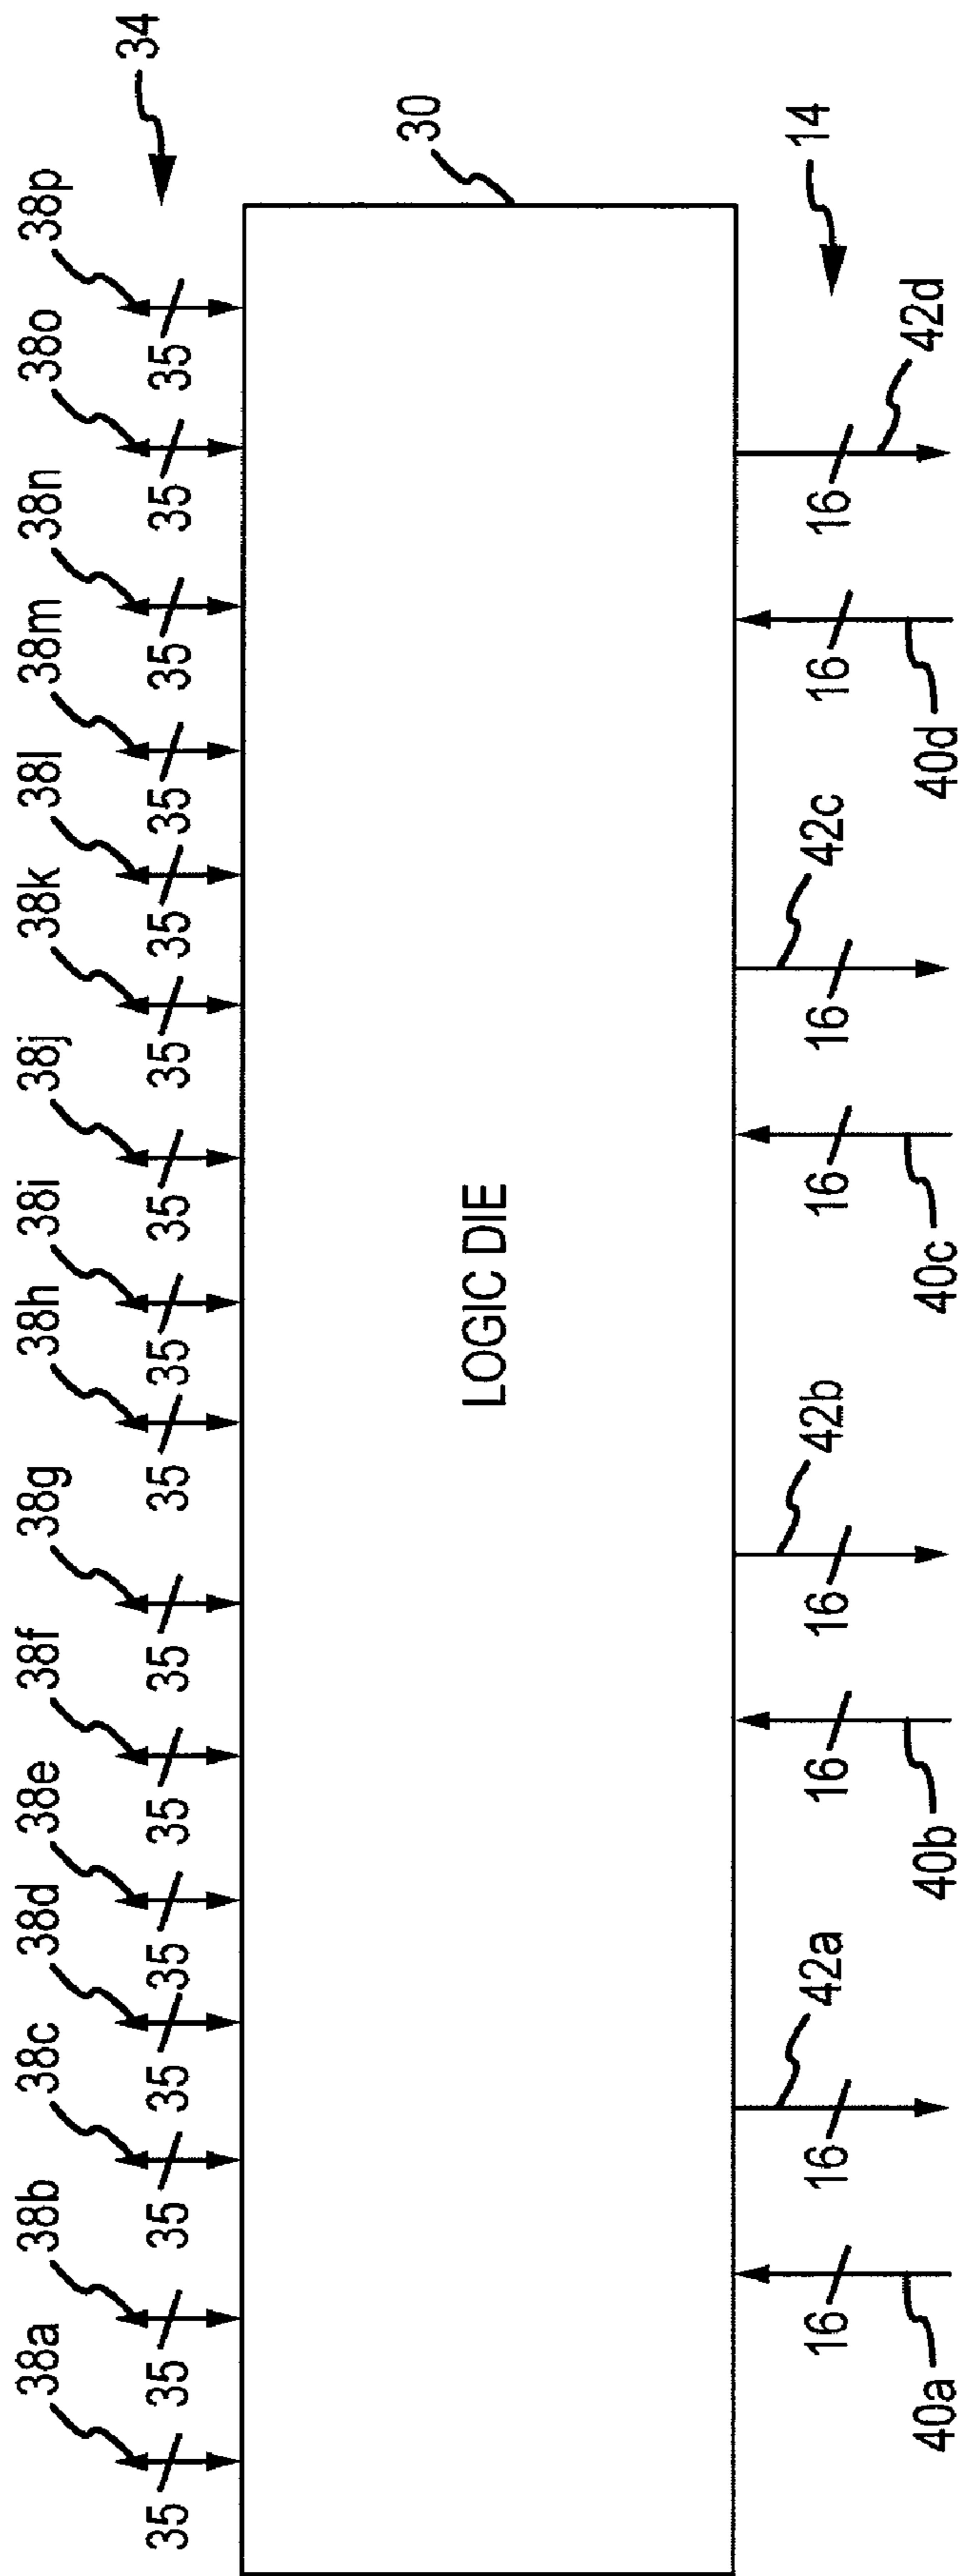 34
38a 38b 38c 38d 38e 38f 38g 38h 38i 38j 38k 38l 38m 38n 38o 38p
35 35 35 35 35 35 35 35 35 35 35 35 35 35 35 35
30
LOGIC DIE
14
42a 42b 42c 42d
16 16 16 16 16 16 16 16
40a 40b 40c 40d